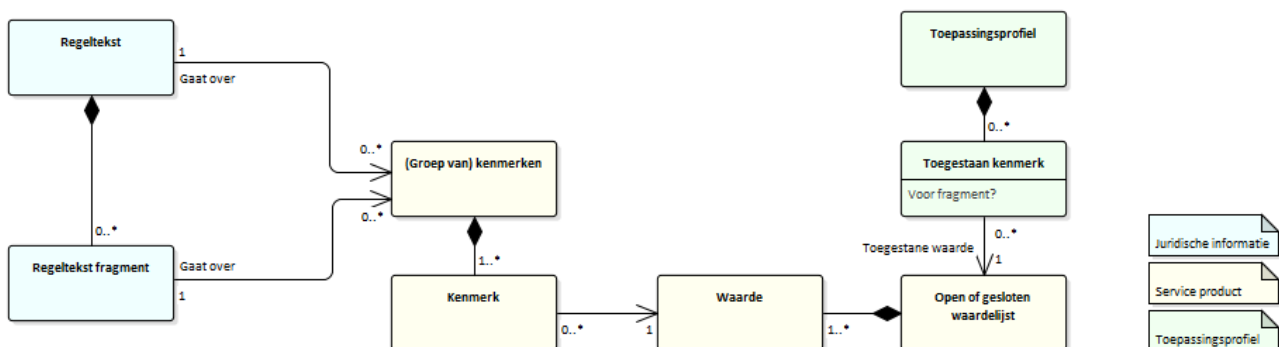 Regeltekst
1
Gaat over
Toepassingsprofiel
0..*
0..*
(Groep van) kenmerken
Toegestaan kenmerk
Voor fragment?
0..*
0..*
Regeltekst fragment
Gaat over
1
1..*
0..*
Toegestane waarde
1
Juridische informatie
Kenmerk
0..*
1
Waarde
1..*
Open of gesloten
waardelijst
Service product
Toepassingsprofiel